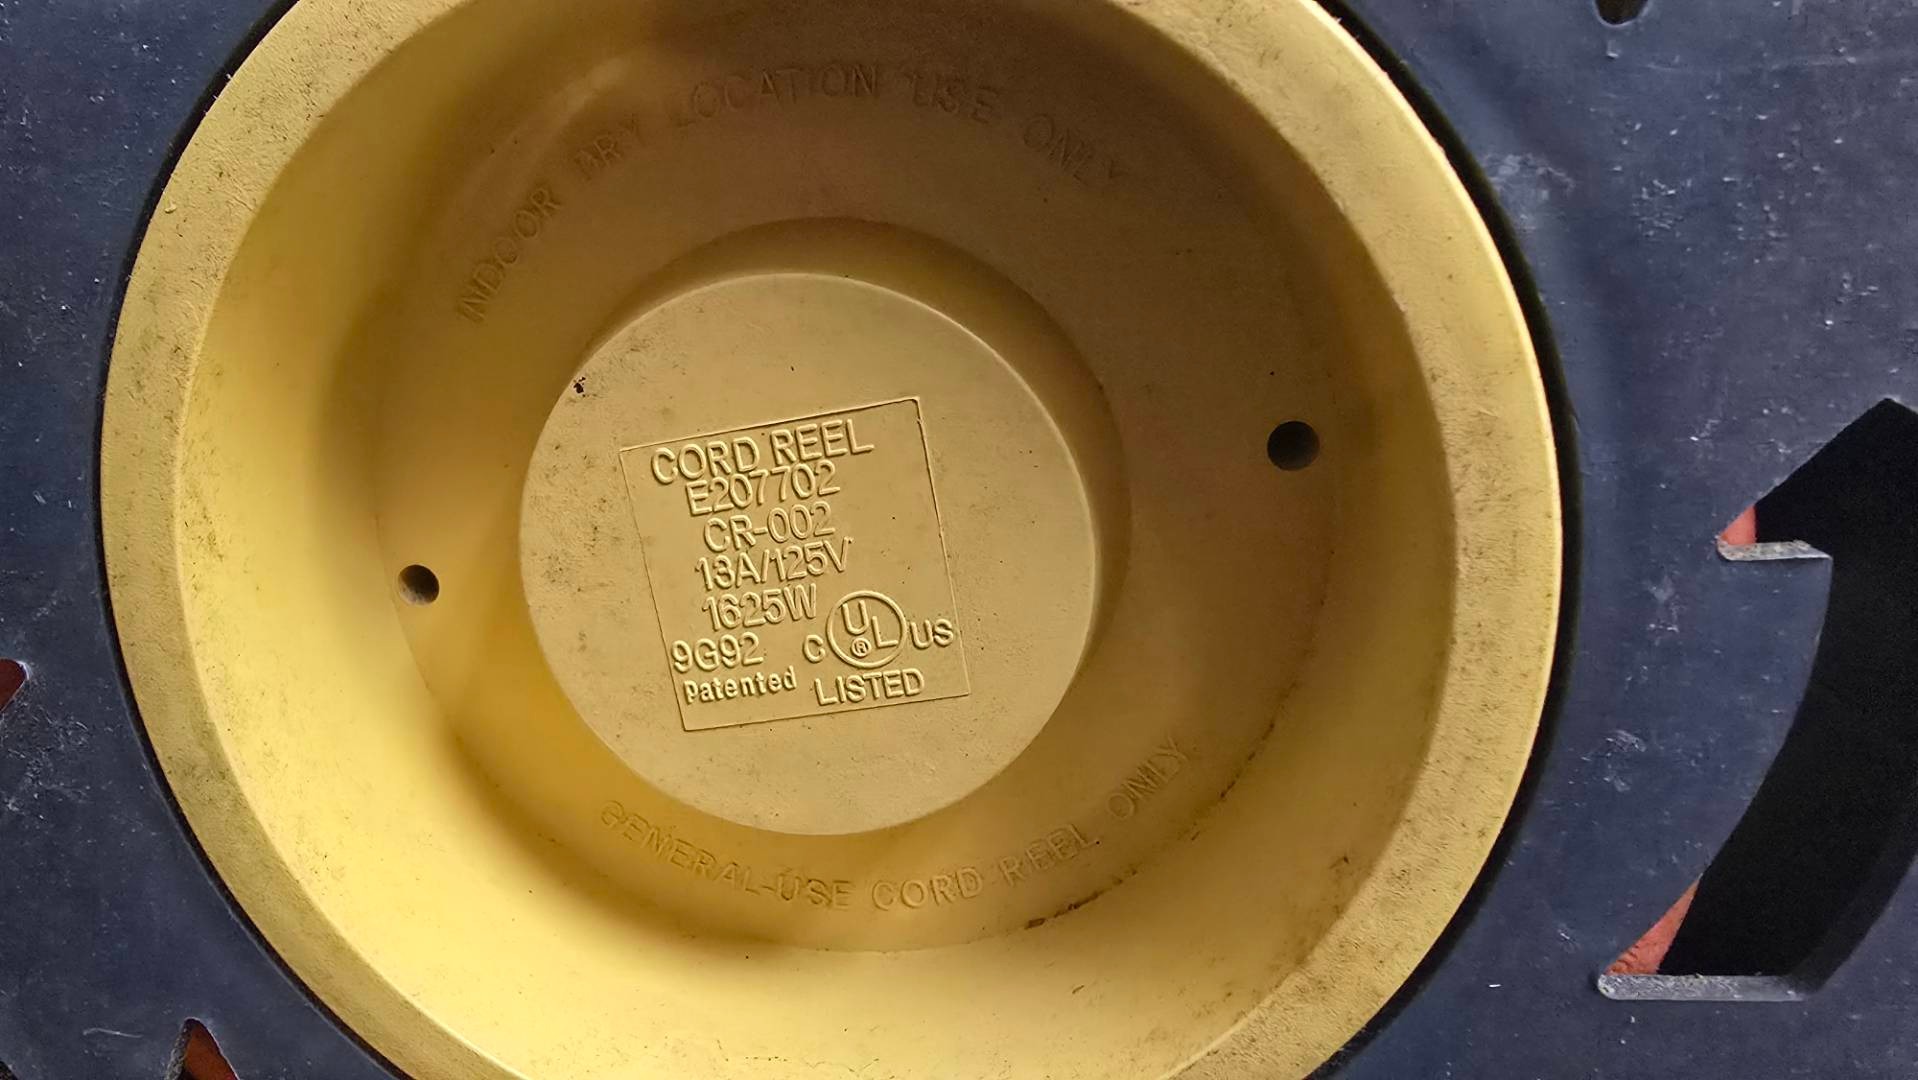 INDOOR DRY LOCATION USE ONLY
CORD REEL
E207702
CR-002
13A/125V
1625W
9G92 C UL® US
Patented LISTED
GENERAL-USE CORD REEL ONLY